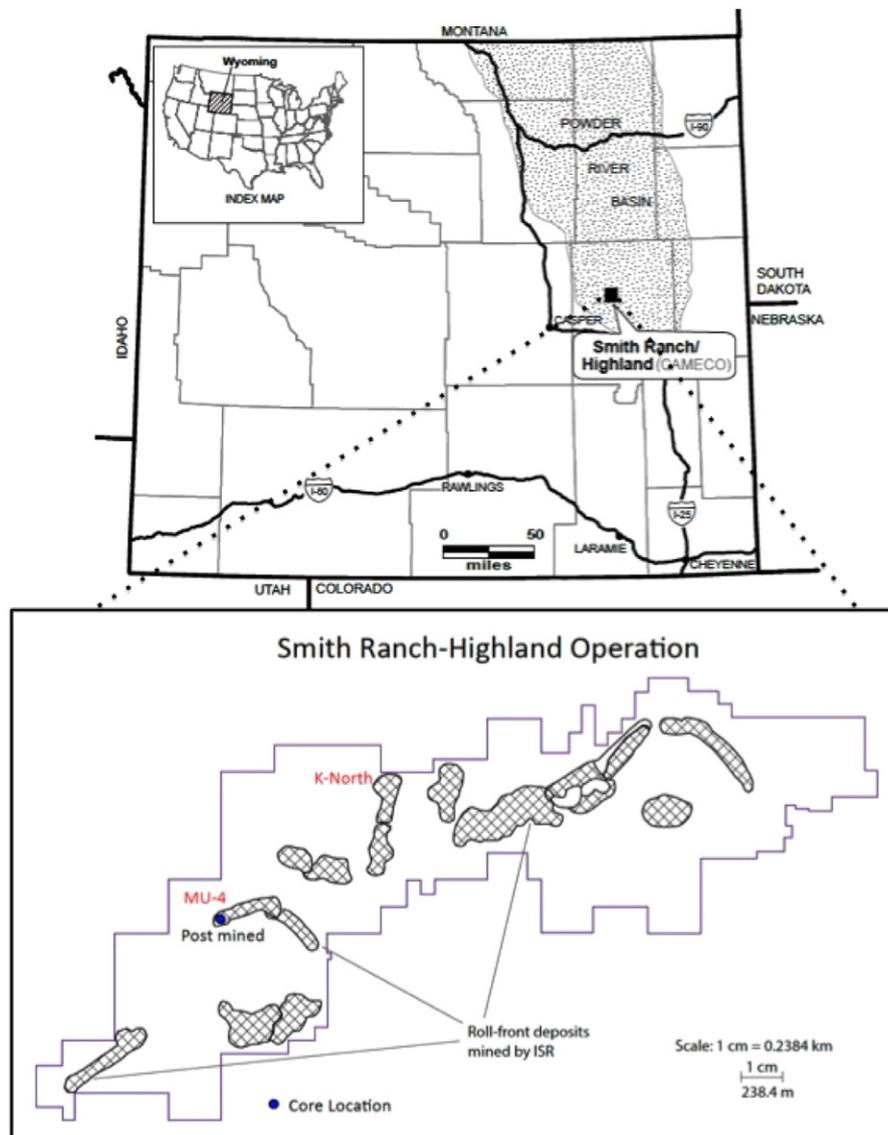 MONTANA
Wyoming
INDEX MAP
POWDER
I-90
RIVER
BASIN
IDAHO
SOUTH
DAKOTA
NEBRASKA
CASPER
Smith Ranch/
Highland (CAMECO)
I-80
RAWLINGS
I-25
0 50
miles
LARAMIE
CHEYENNE
UTAH
COLORADO
Smith Ranch-Highland Operation
K-North
MU-4
Post mined
Roll-front deposits
mined by ISR
Scale: 1 cm = 0.2384 km
1 cm
238.4 m
Core Location